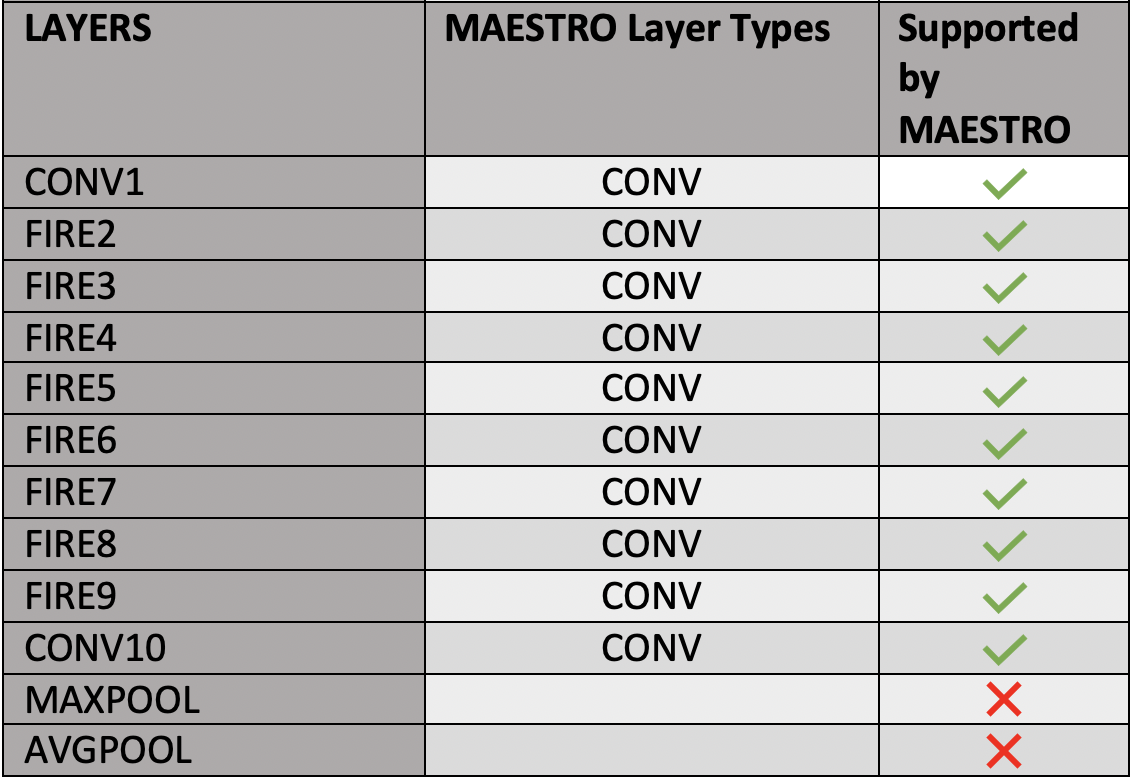 LAYERS MAESTRO Layer Types Supported
by
MAESTRO
CONV1 CONV ✓
FIRE2 CONV ✓
FIRE3 CONV ✓
FIRE4 CONV ✓
FIRE5 CONV ✓
FIRE6 CONV ✓
FIRE7 CONV ✓
FIRE8 CONV ✓
FIRE9 CONV ✓
CONV10 CONV ✓
MAXPOOL ✕
AVGPOOL ✕